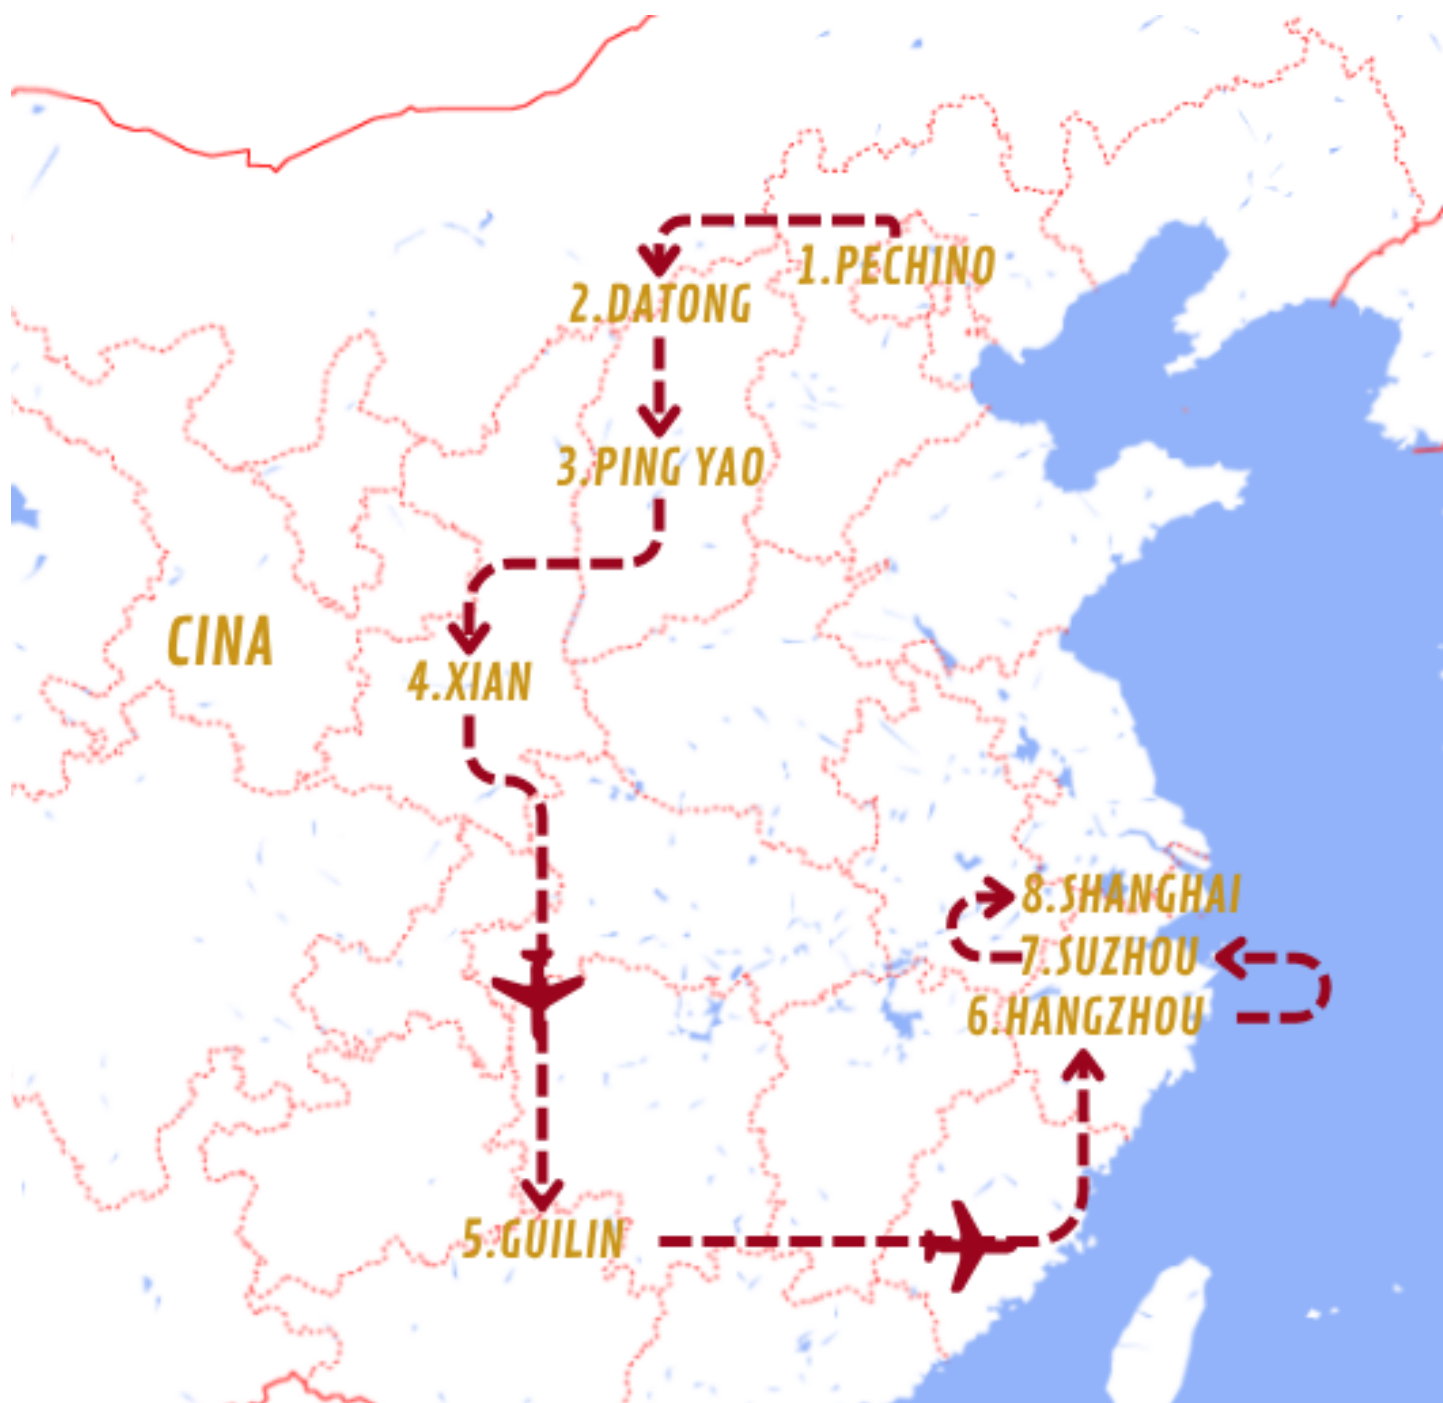 1.PECHINO
2.DATONG
3.PING YAO
CINA
4.XIAN
8.SHANGHAI
7.SUZHOU
6.HANGZHOU
5.GUILIN